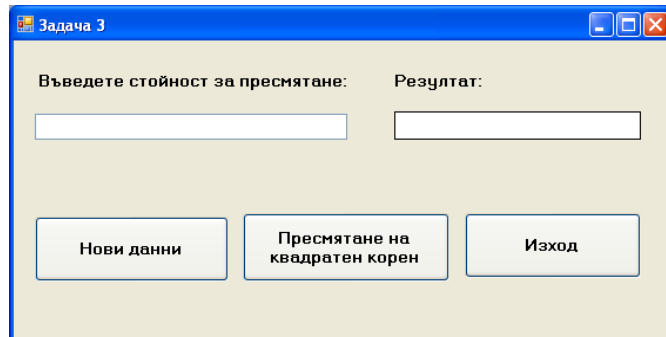 Задача 3
Въведете стойност за пресмятане:
Резултат:
Нови данни
Пресмятане на
квадратен корен
Изход